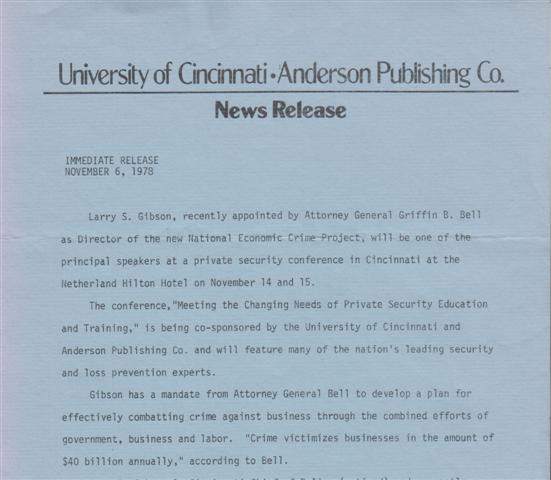 University of Cincinnati•Anderson Publishing Co.
News Release
IMMEDIATE RELEASE
NOVEMBER 6, 1978
Larry S. Gibson, recently appointed by Attorney General Griffin B. Bell
as Director of the new National Economic Crime Project, will be one of the
principal speakers at a private security conference in Cincinnati at the
Netherland Hilton Hotel on November 14 and 15.
The conference,"Meeting the Changing Needs of Private Security Education
and Training," is being co-sponsored by the University of Cincinnati and
Anderson Publishing Co. and will feature many of the nation's leading security
and loss prevention experts.
Gibson has a mandate from Attorney General Bell to develop a plan for
effectively combatting crime against business through the combined efforts of
government, business and labor. "Crime victimizes businesses in the amount of
$40 billion annually," according to Bell.